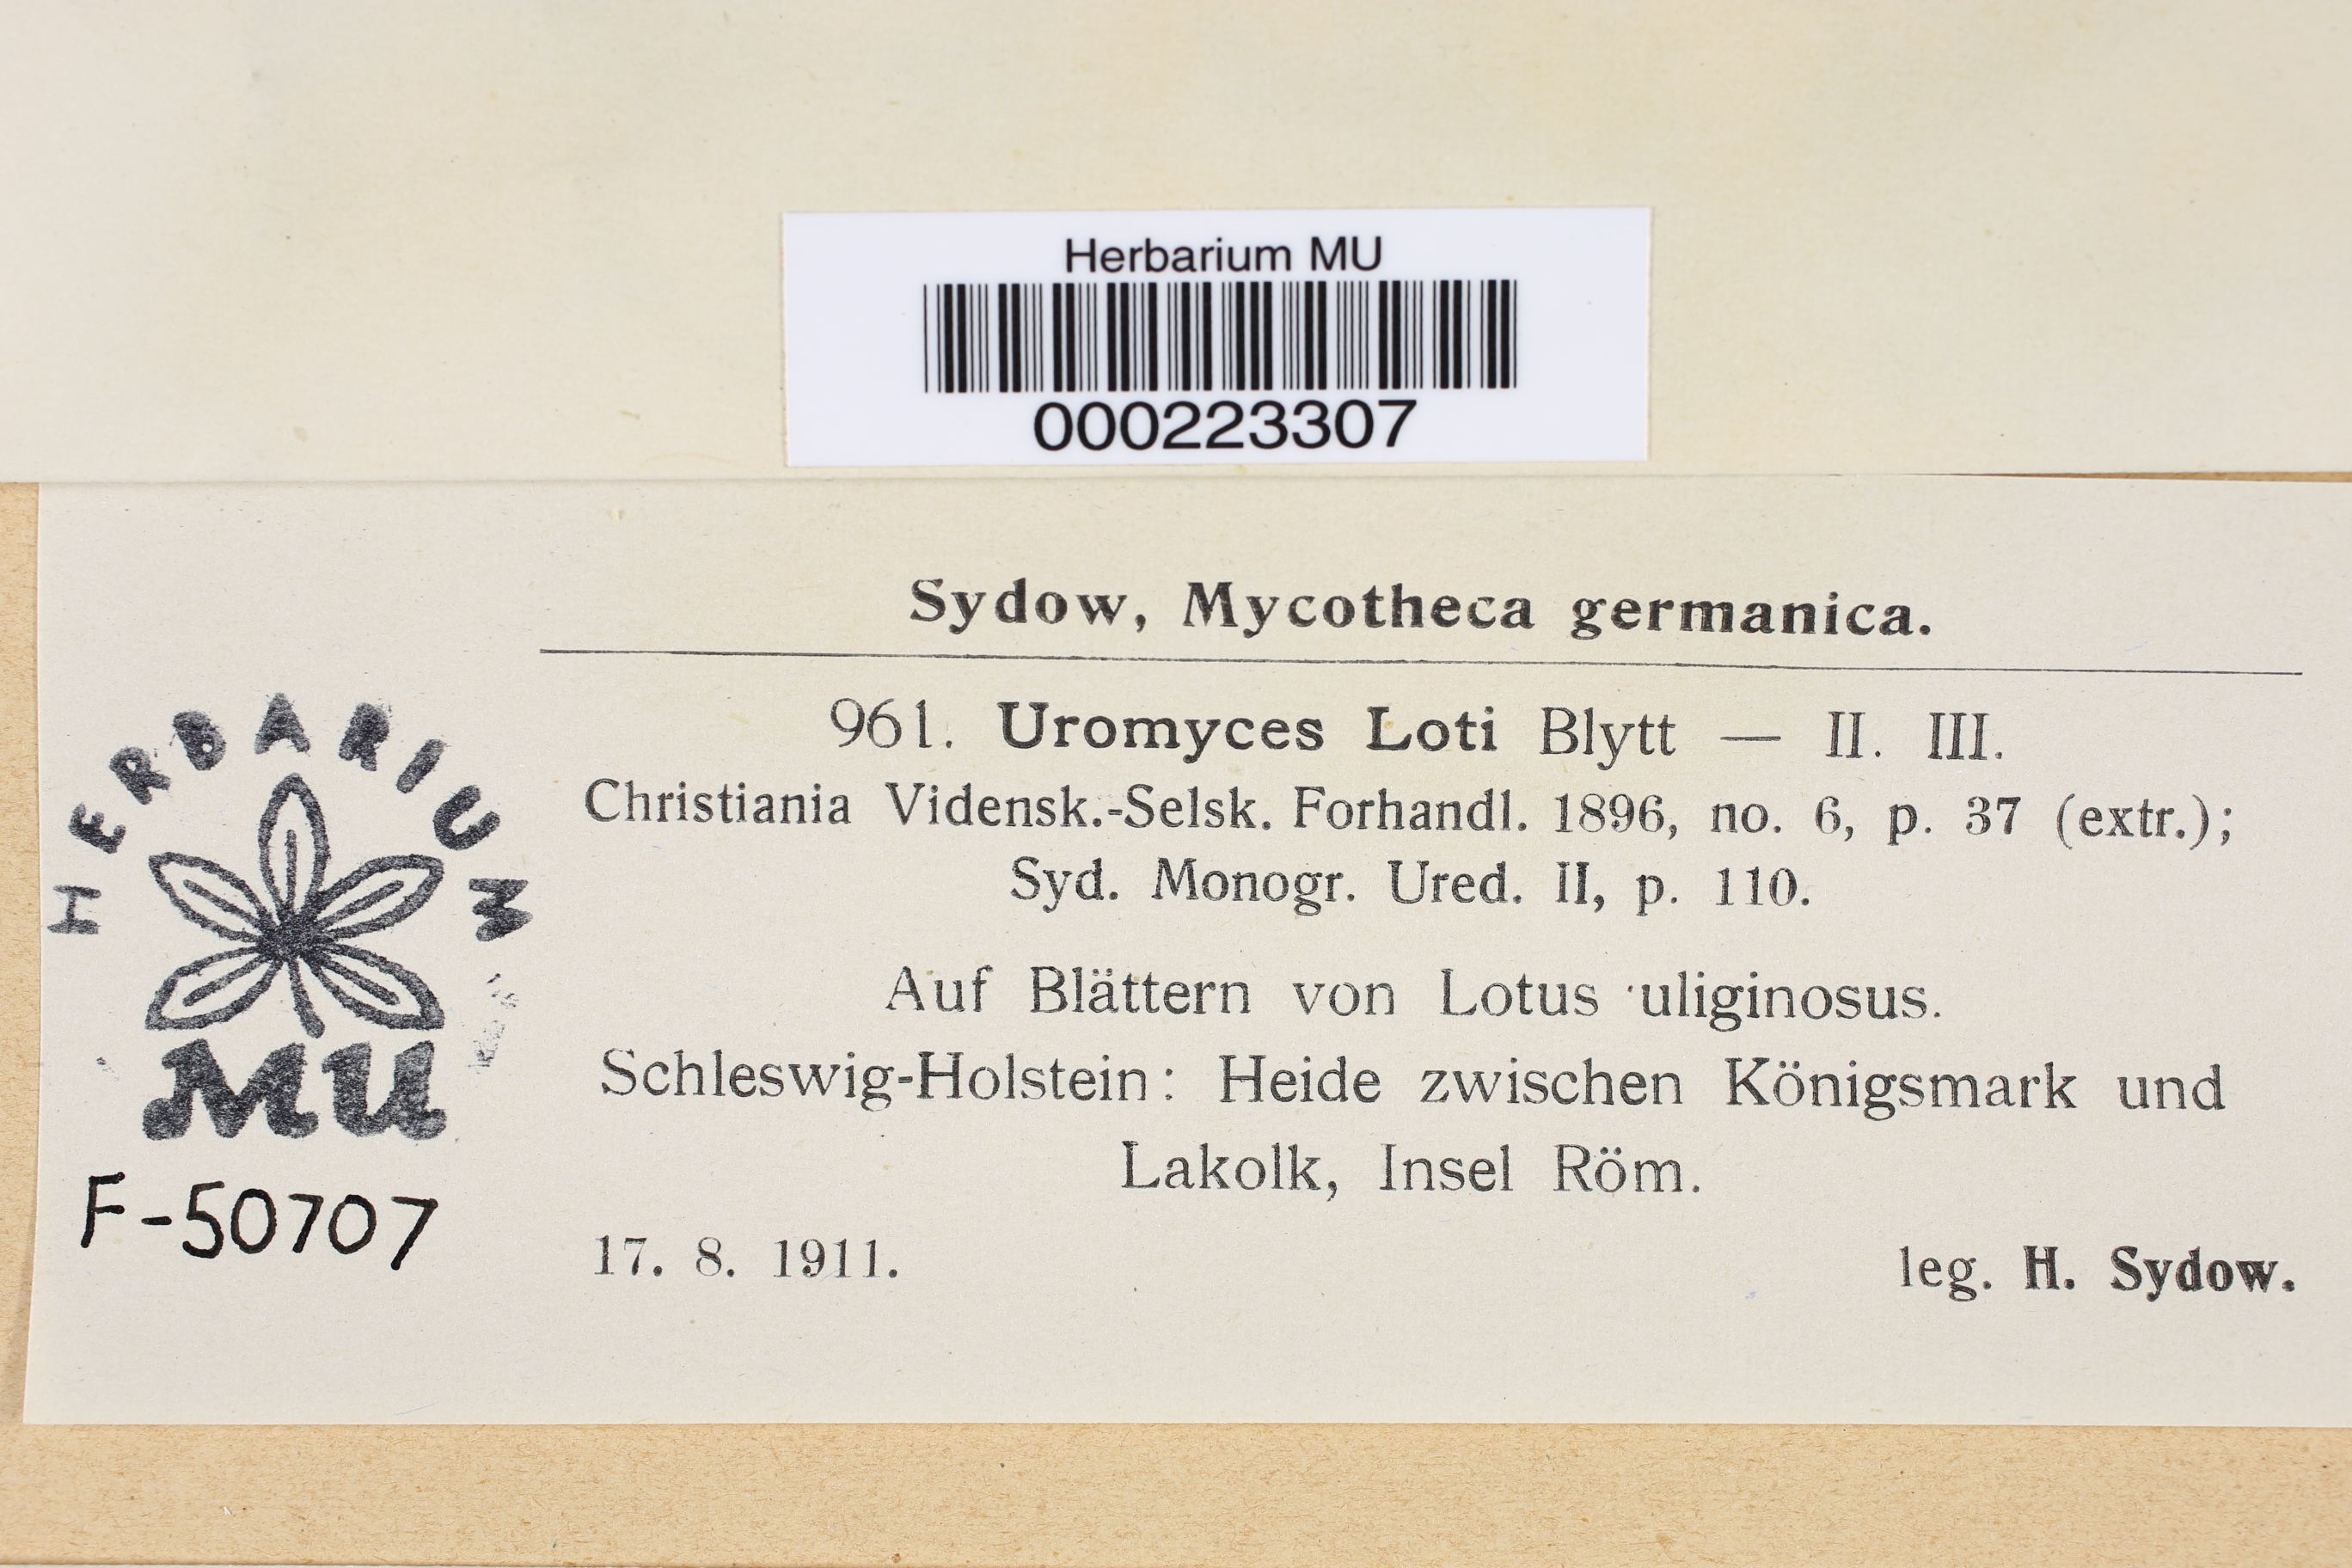 Herbarium MU
000223307
Sydow, Mycotheca germanica.
961. Uromyces Loti Blytt — II. III.
Christiania Vidensk.-Selsk. Forhandl. 1896, no. 6, p. 37 (extr.);
Syd. Monogr. Ured. II, p. 110.
Auf Blättern von Lotus uliginosus.
Schleswig-Holstein: Heide zwischen Königsmark und
Lakolk, Insel Röm.
17. 8. 1911.
leg. H. Sydow.
HERBARIUM
MU
F-50707